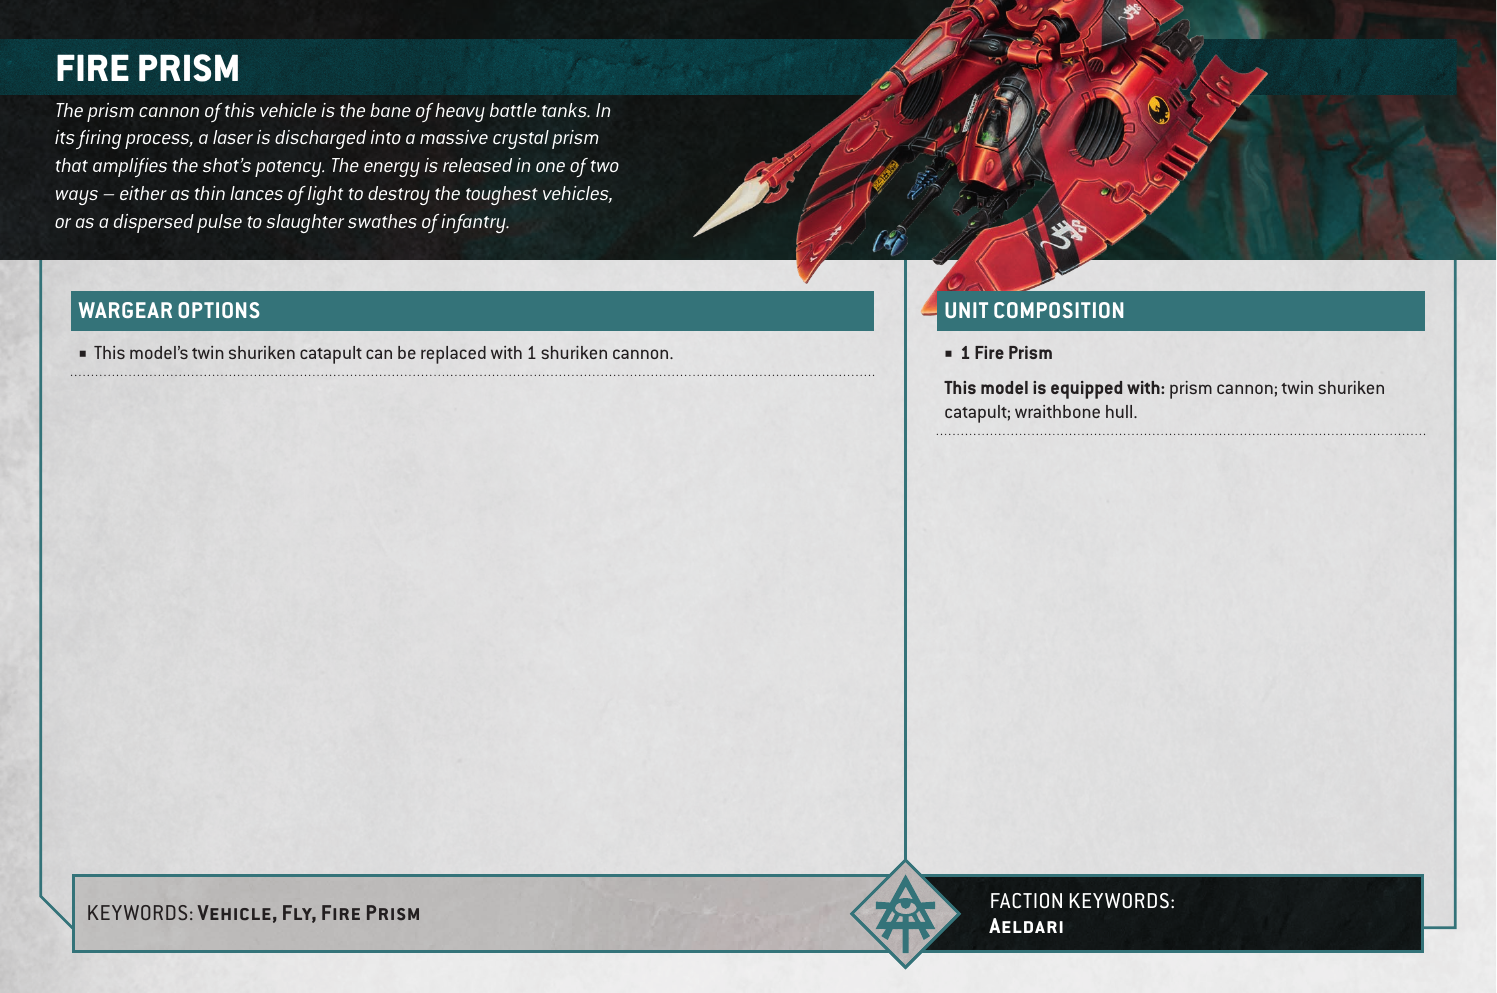 FIRE PRISM
The prism cannon of this vehicle is the bane of heavy battle tanks. In
its firing process, a laser is discharged into a massive crystal prism
that amplifies the shot's potency. The energy is released in one of two
ways – either as thin lances of light to destroy the toughest vehicles,
or as a dispersed pulse to slaughter swathes of infantry.
WARGEAR OPTIONS
▪ This model's twin shuriken catapult can be replaced with 1 shuriken cannon.
UNIT COMPOSITION
▪ 1 Fire Prism
This model is equipped with: prism cannon; twin shuriken
catapult; wraithbone hull.
KEYWORDS: Vehicle, Fly, Fire Prism
FACTION KEYWORDS:
Aeldari